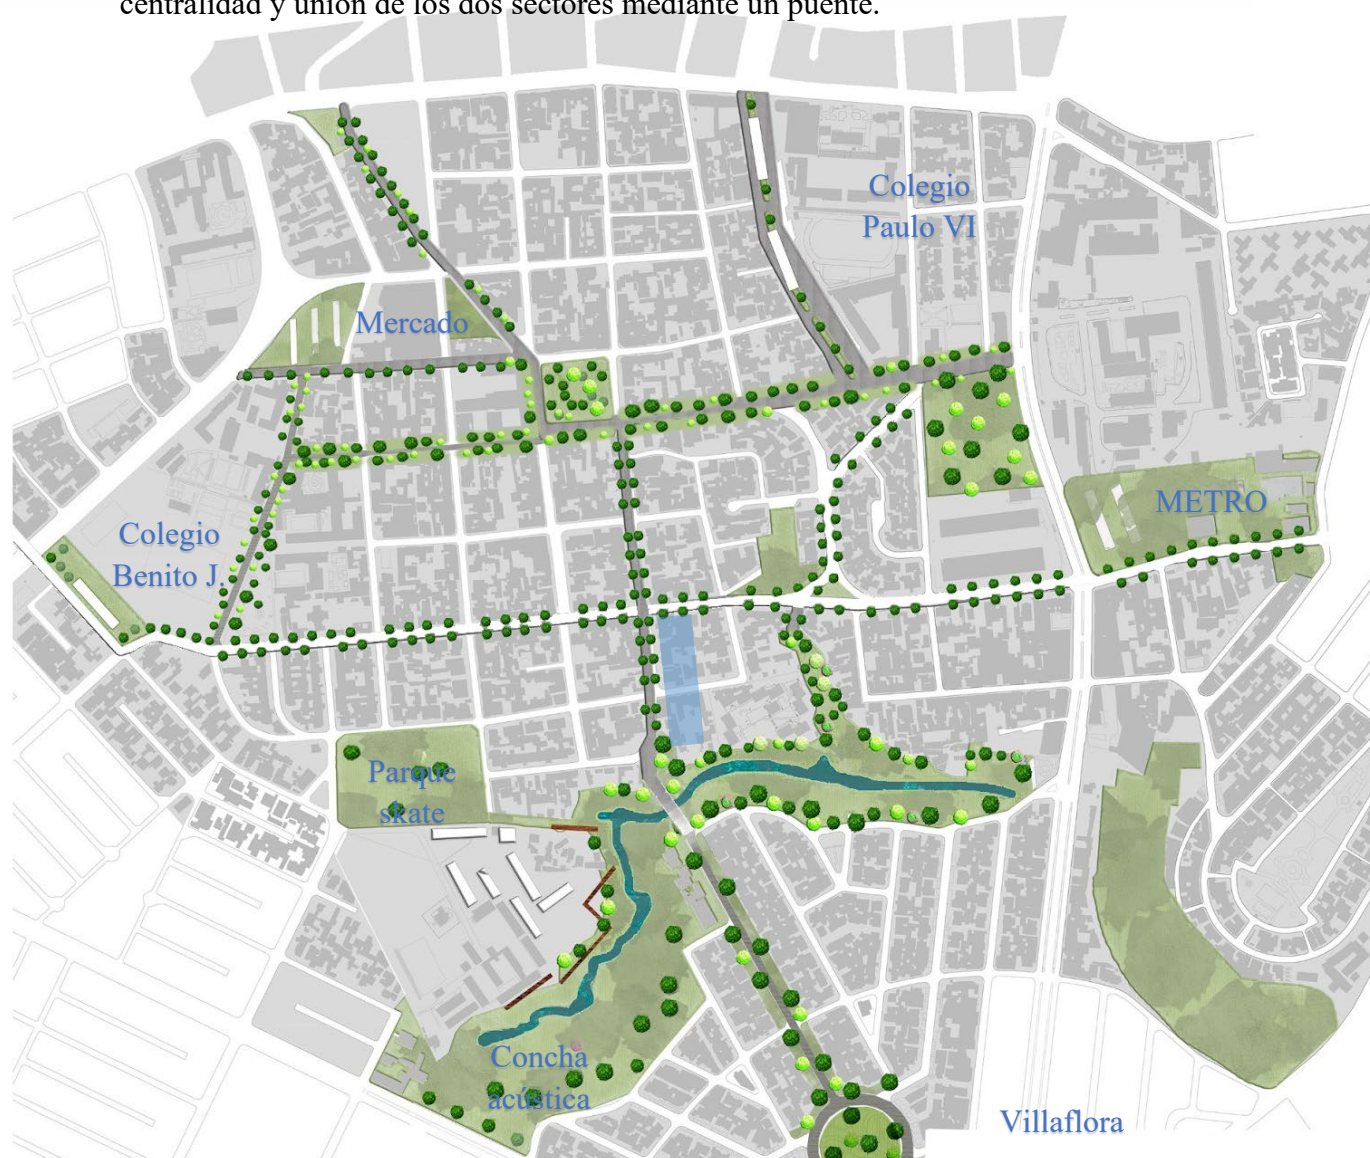 centralidad y unión de los dos sectores mediante un puente.
Colegio
Paulo VI
Mercado
METRO
Colegio
Benito J.
Parque
skate
Concha
acústica
Villaflora